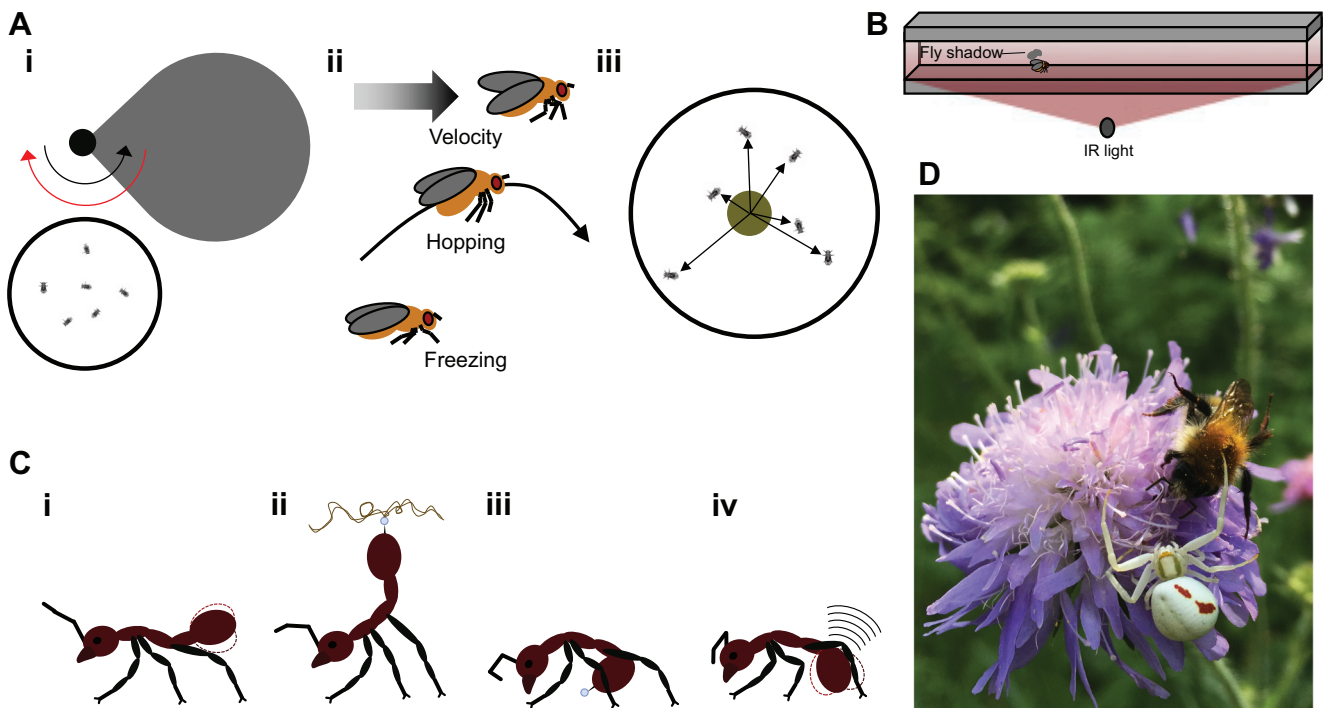 A
i
ii
Velocity
Hopping
Freezing
iii
B
Fly shadow
IR light
C
i
ii
iii
iv
D